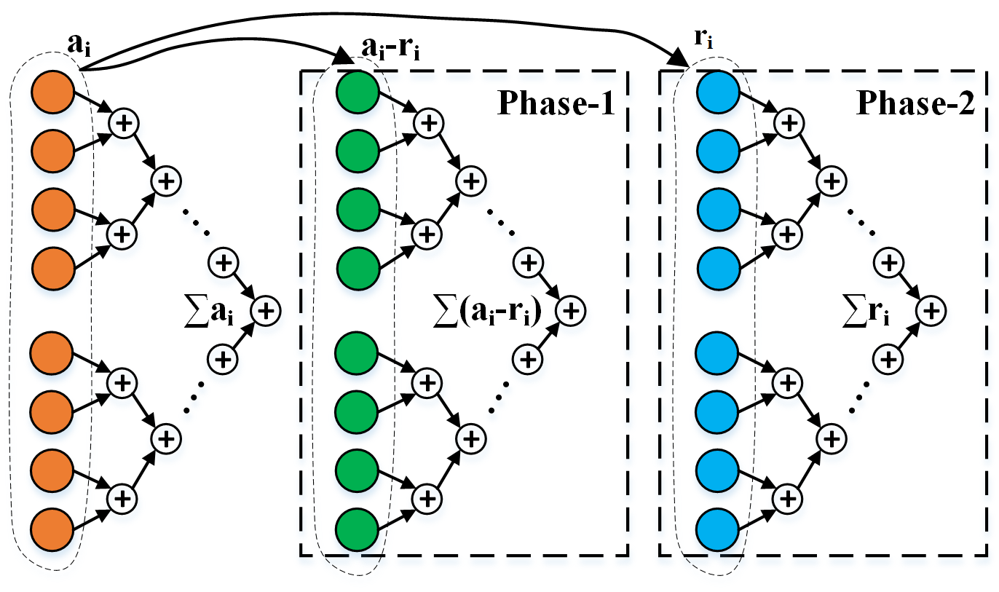 aᵢ
aᵢ-rᵢ
rᵢ
Phase-1
Phase-2
∑aᵢ
∑(aᵢ-rᵢ)
∑rᵢ